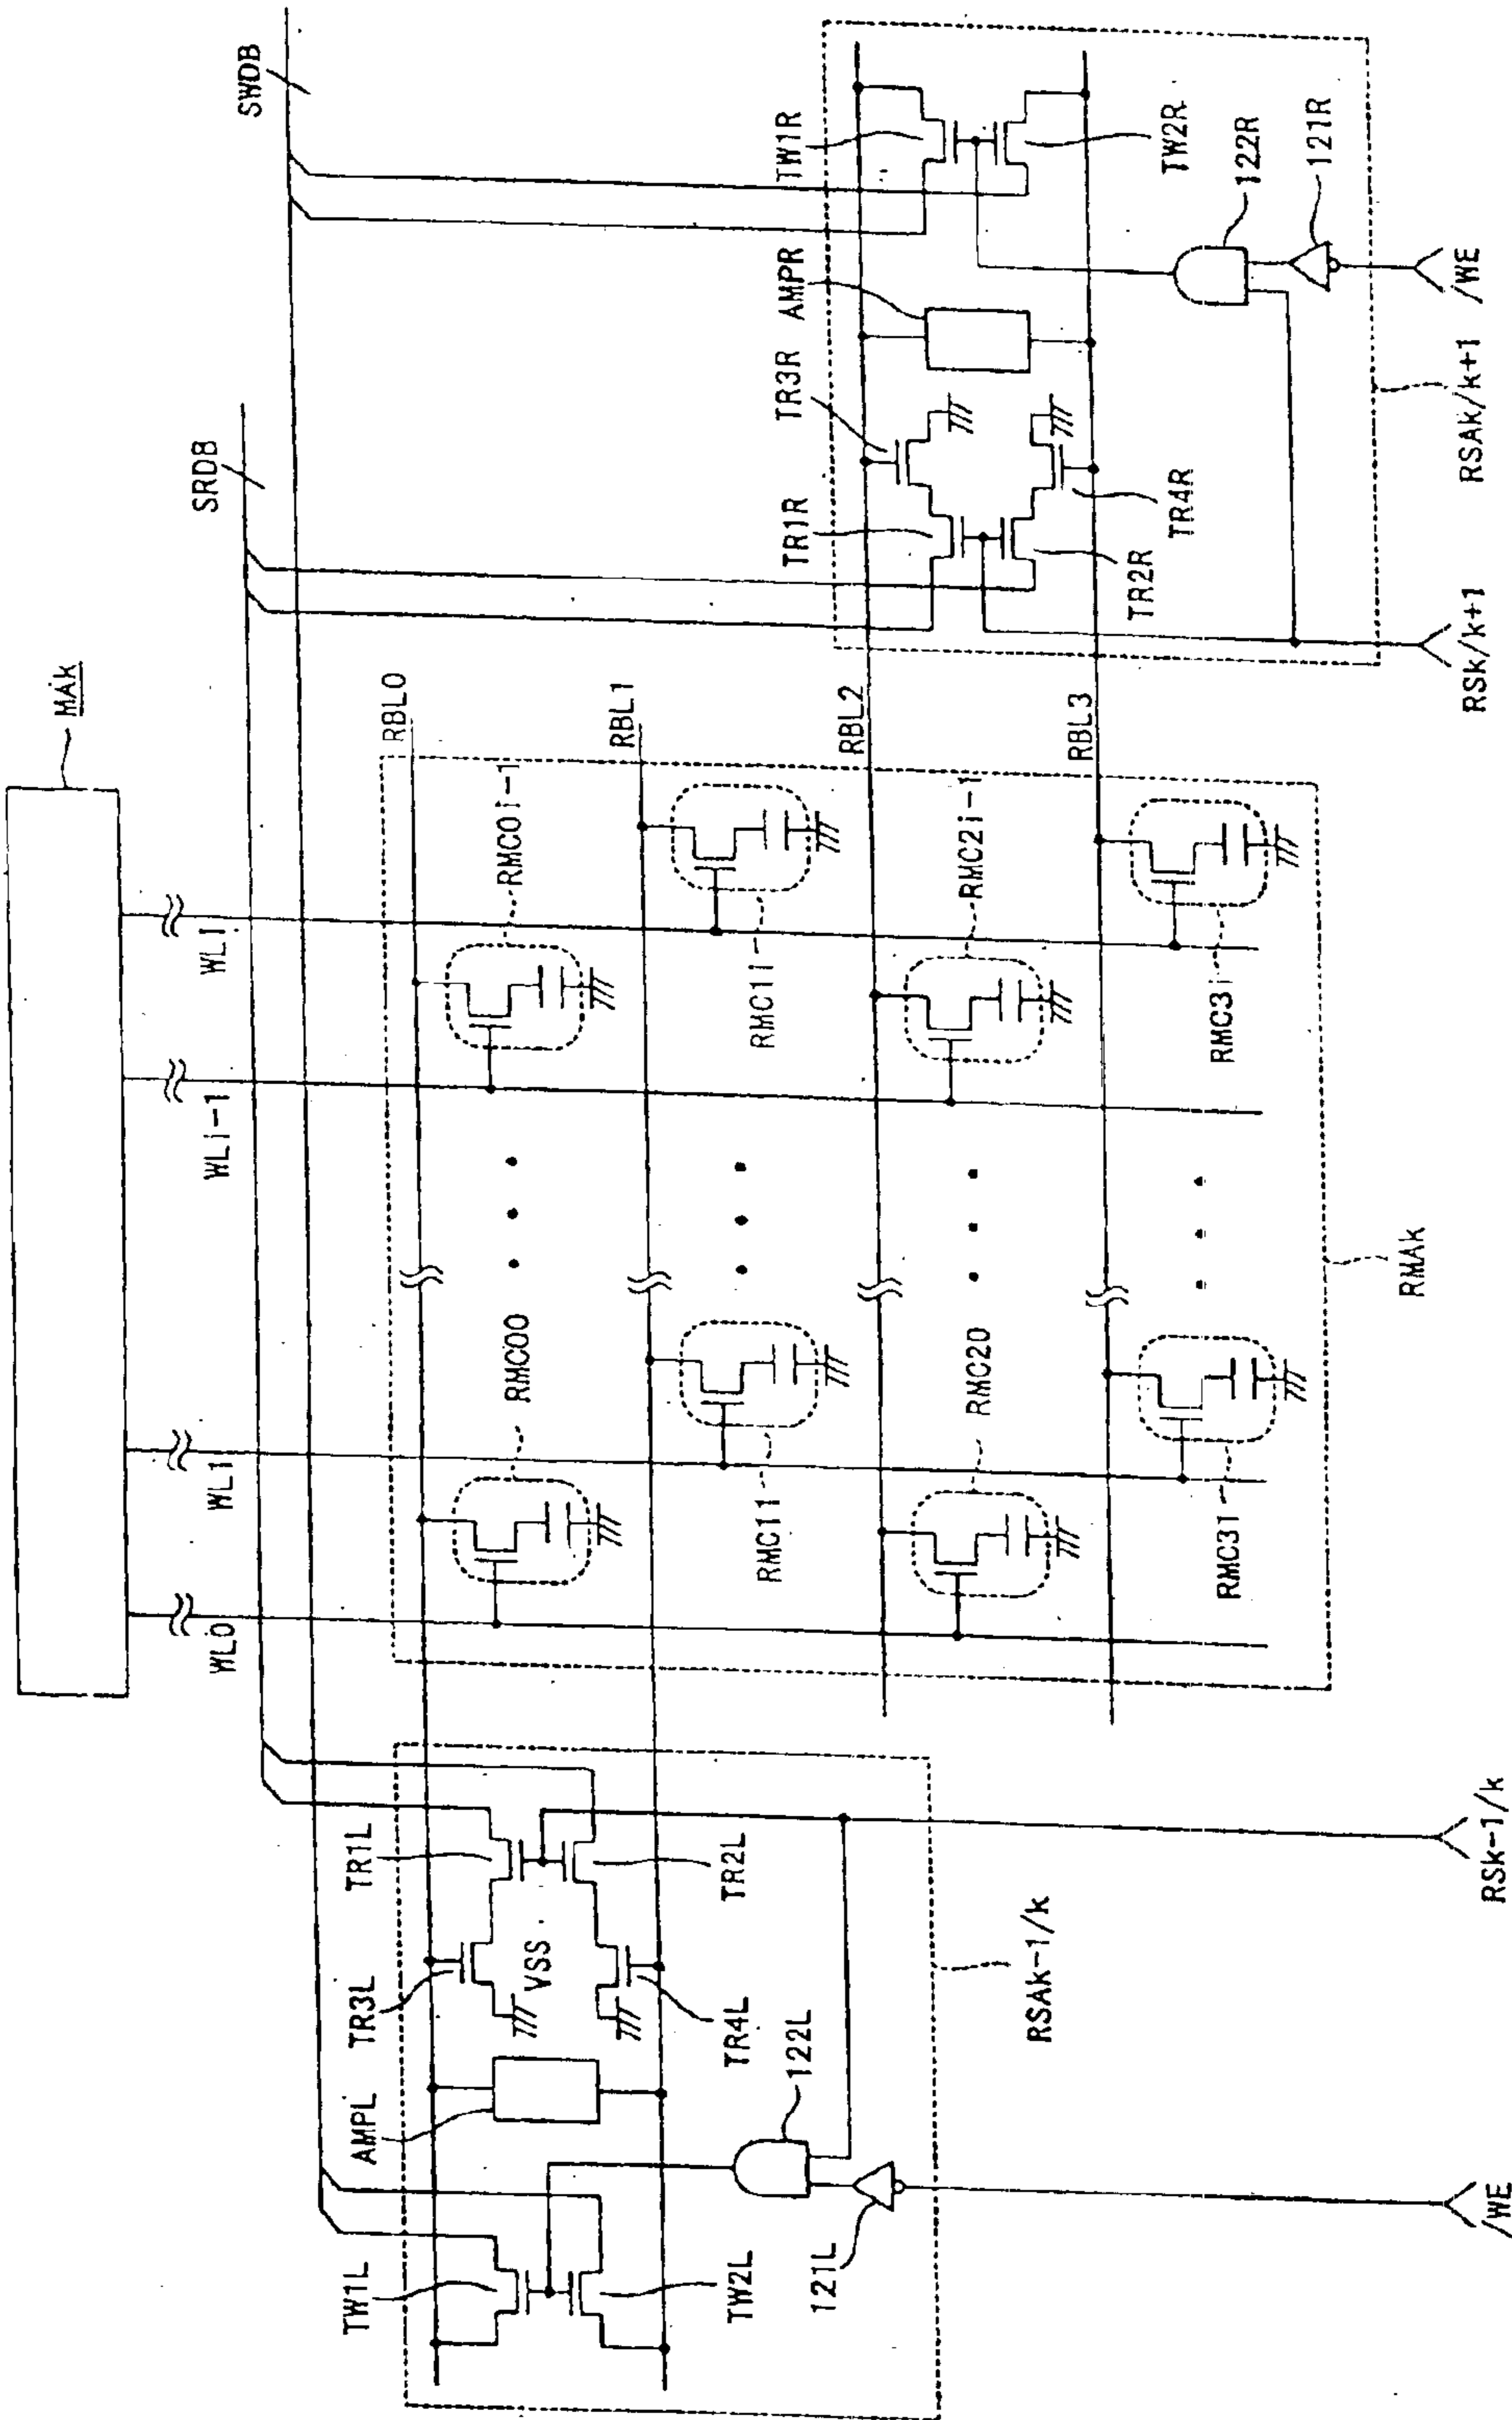 MAk
SWDB
SRDB
WL0
WL1
WLi-1
WLi
RBL0
RBL1
RBL2
RBL3
RMC00
RMC0i-1
RMC11
RMC1i
RMC20
RMC2i-1
RMC31
RMC3i
RMAk
TW1L
AMPL
TR3L
TR1L
VSS
TW2L
TR4L
TR2L
121L
122L
RSAk-1/k
/WE
RSk-1/k
TR1R
TR3R
AMPR
TW1R
TR2R
TR4R
TW2R
122R
121R
RSk/k+1
RSAk/k+1
/WE